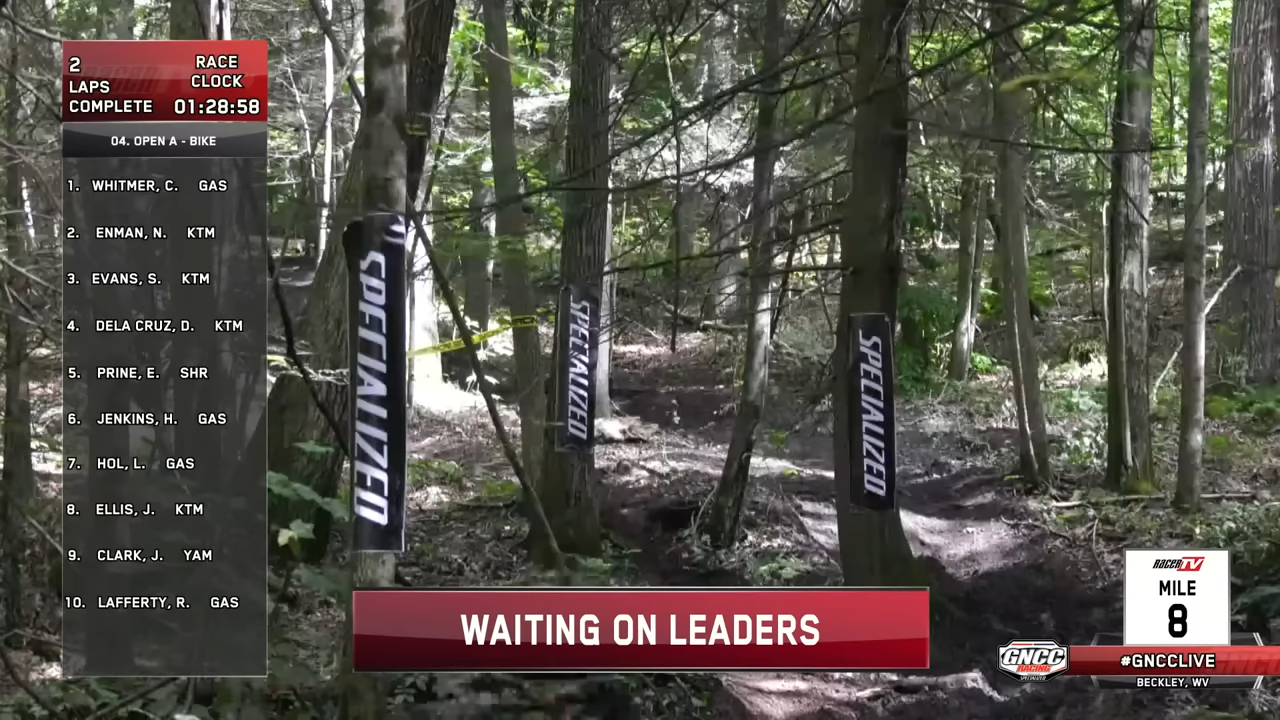 2
LAPS
COMPLETE
RACE
CLOCK
01:28:58
04. OPEN A - BIKE
1. WHITMER, C. GAS
2. ENMAN, N. KTM
3. EVANS, S. KTM
4. DELA CRUZ, D. KTM
5. PRINE, E. SHR
6. JENKINS, H. GAS
7. HOL, L. GAS
8. ELLIS, J. KTM
9. CLARK, J. YAM
10. LAFFERTY, R. GAS
SPECIALIZED
SPECIALIZED
SPECIALIZED
WAITING ON LEADERS
RACER TV
MILE
8
GNCC
RACING
SPECIALIZED
#GNCCLIVE
BECKLEY, WV